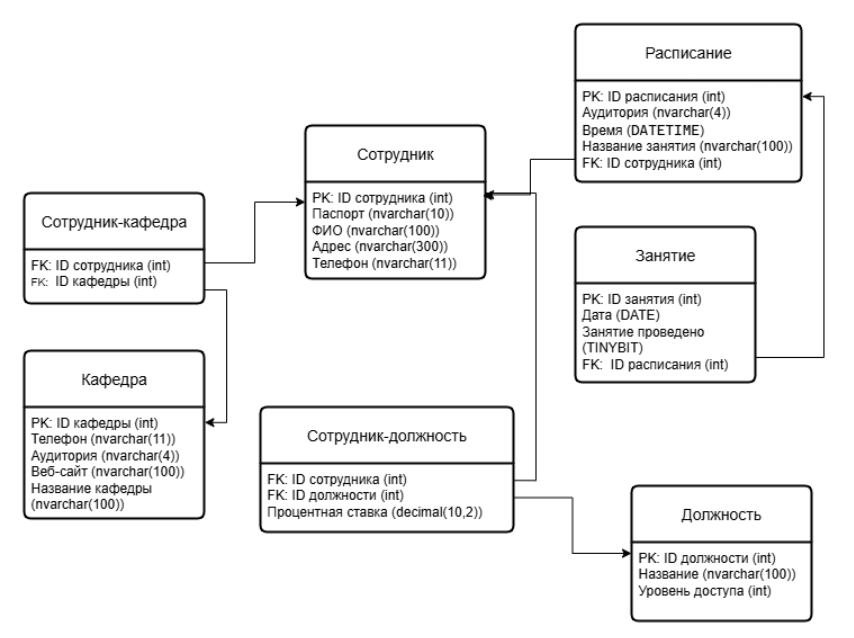 Расписание
PK: ID расписания (int)
Аудитория (nvarchar(4))
Время (DATETIME)
Название занятия (nvarchar(100))
FK: ID сотрудника (int)
Сотрудник
PK: ID сотрудника (int)
Паспорт (nvarchar(10))
ФИО (nvarchar(100))
Адрес (nvarchar(300))
Телефон (nvarchar(11))
Сотрудник-кафедра
FK: ID сотрудника (int)
FK: ID кафедры (int)
Занятие
PK: ID занятия (int)
Дата (DATE)
Занятие проведено
(TINYBIT)
FK: ID расписания (int)
Кафедра
PK: ID кафедры (int)
Телефон (nvarchar(11))
Аудитория (nvarchar(4))
Веб-сайт (nvarchar(100))
Название кафедры
(nvarchar(100))
Сотрудник-должность
FK: ID сотрудника (int)
FK: ID должности (int)
Процентная ставка (decimal(10,2))
Должность
PK: ID должности (int)
Название (nvarchar(100))
Уровень доступа (int)